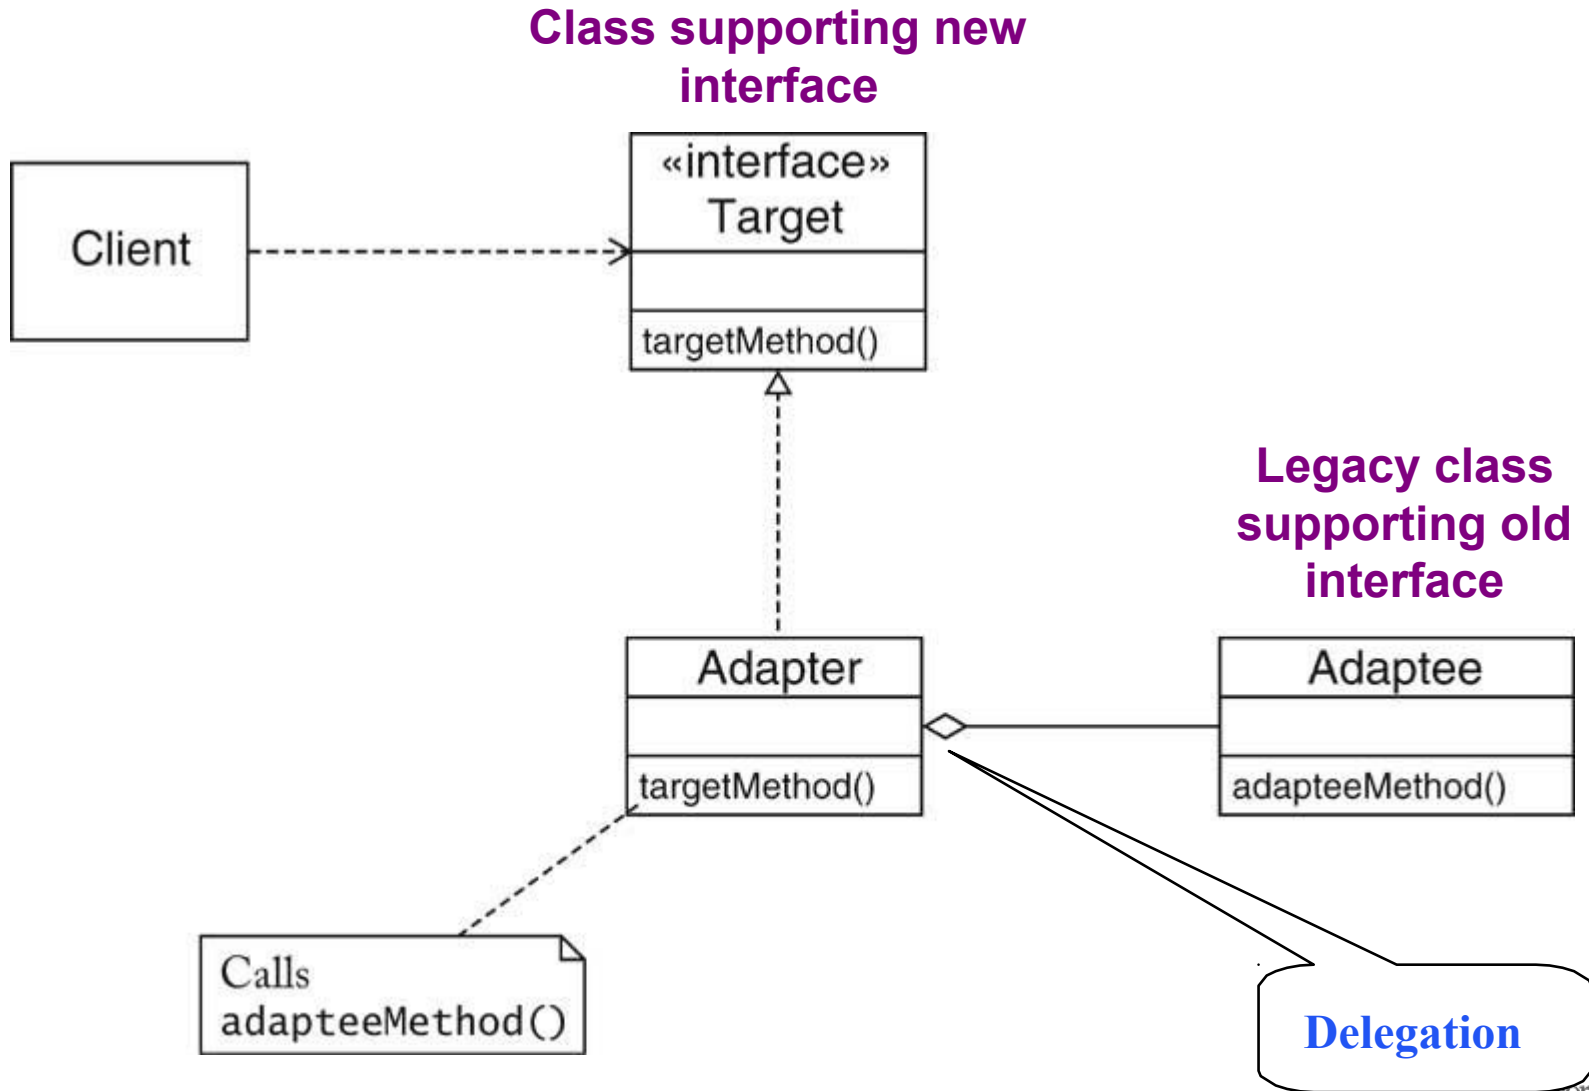 Class supporting new
interface
«interface»
Target
targetMethod()
Client
Legacy class
supporting old
interface
Adapter
targetMethod()
Adaptee
adapteeMethod()
Calls
adapteeMethod()
Delegation